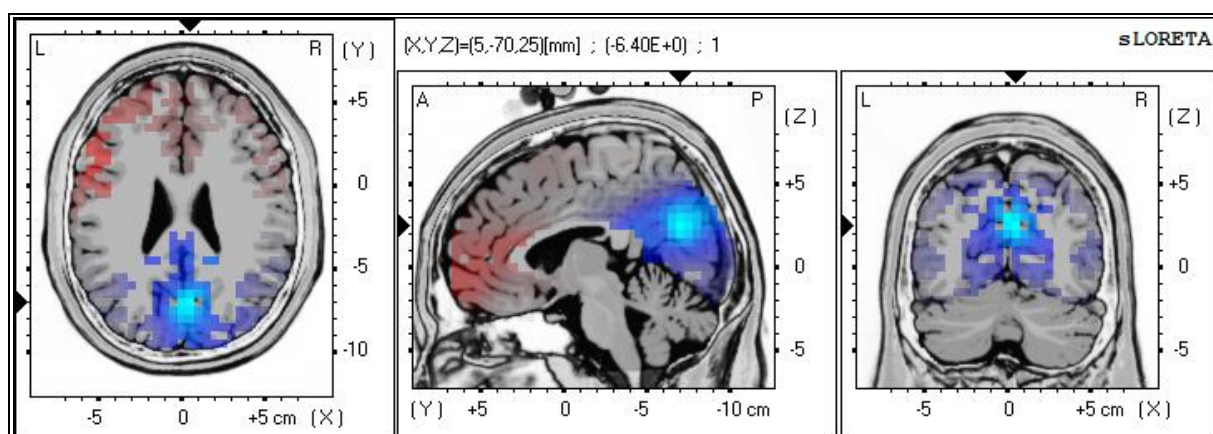 (X,Y,Z)=(5,-70,25)[mm] ; (-6.40E+0) ; 1
sLORETA
L R (Y)
+5
0
-5
-10
-5 0 +5 cm (X)
A P (Z)
+5
0
-5
(Y) +5 0 -5 -10 cm
L R (Z)
+5
0
-5
-5 0 +5 cm (X)